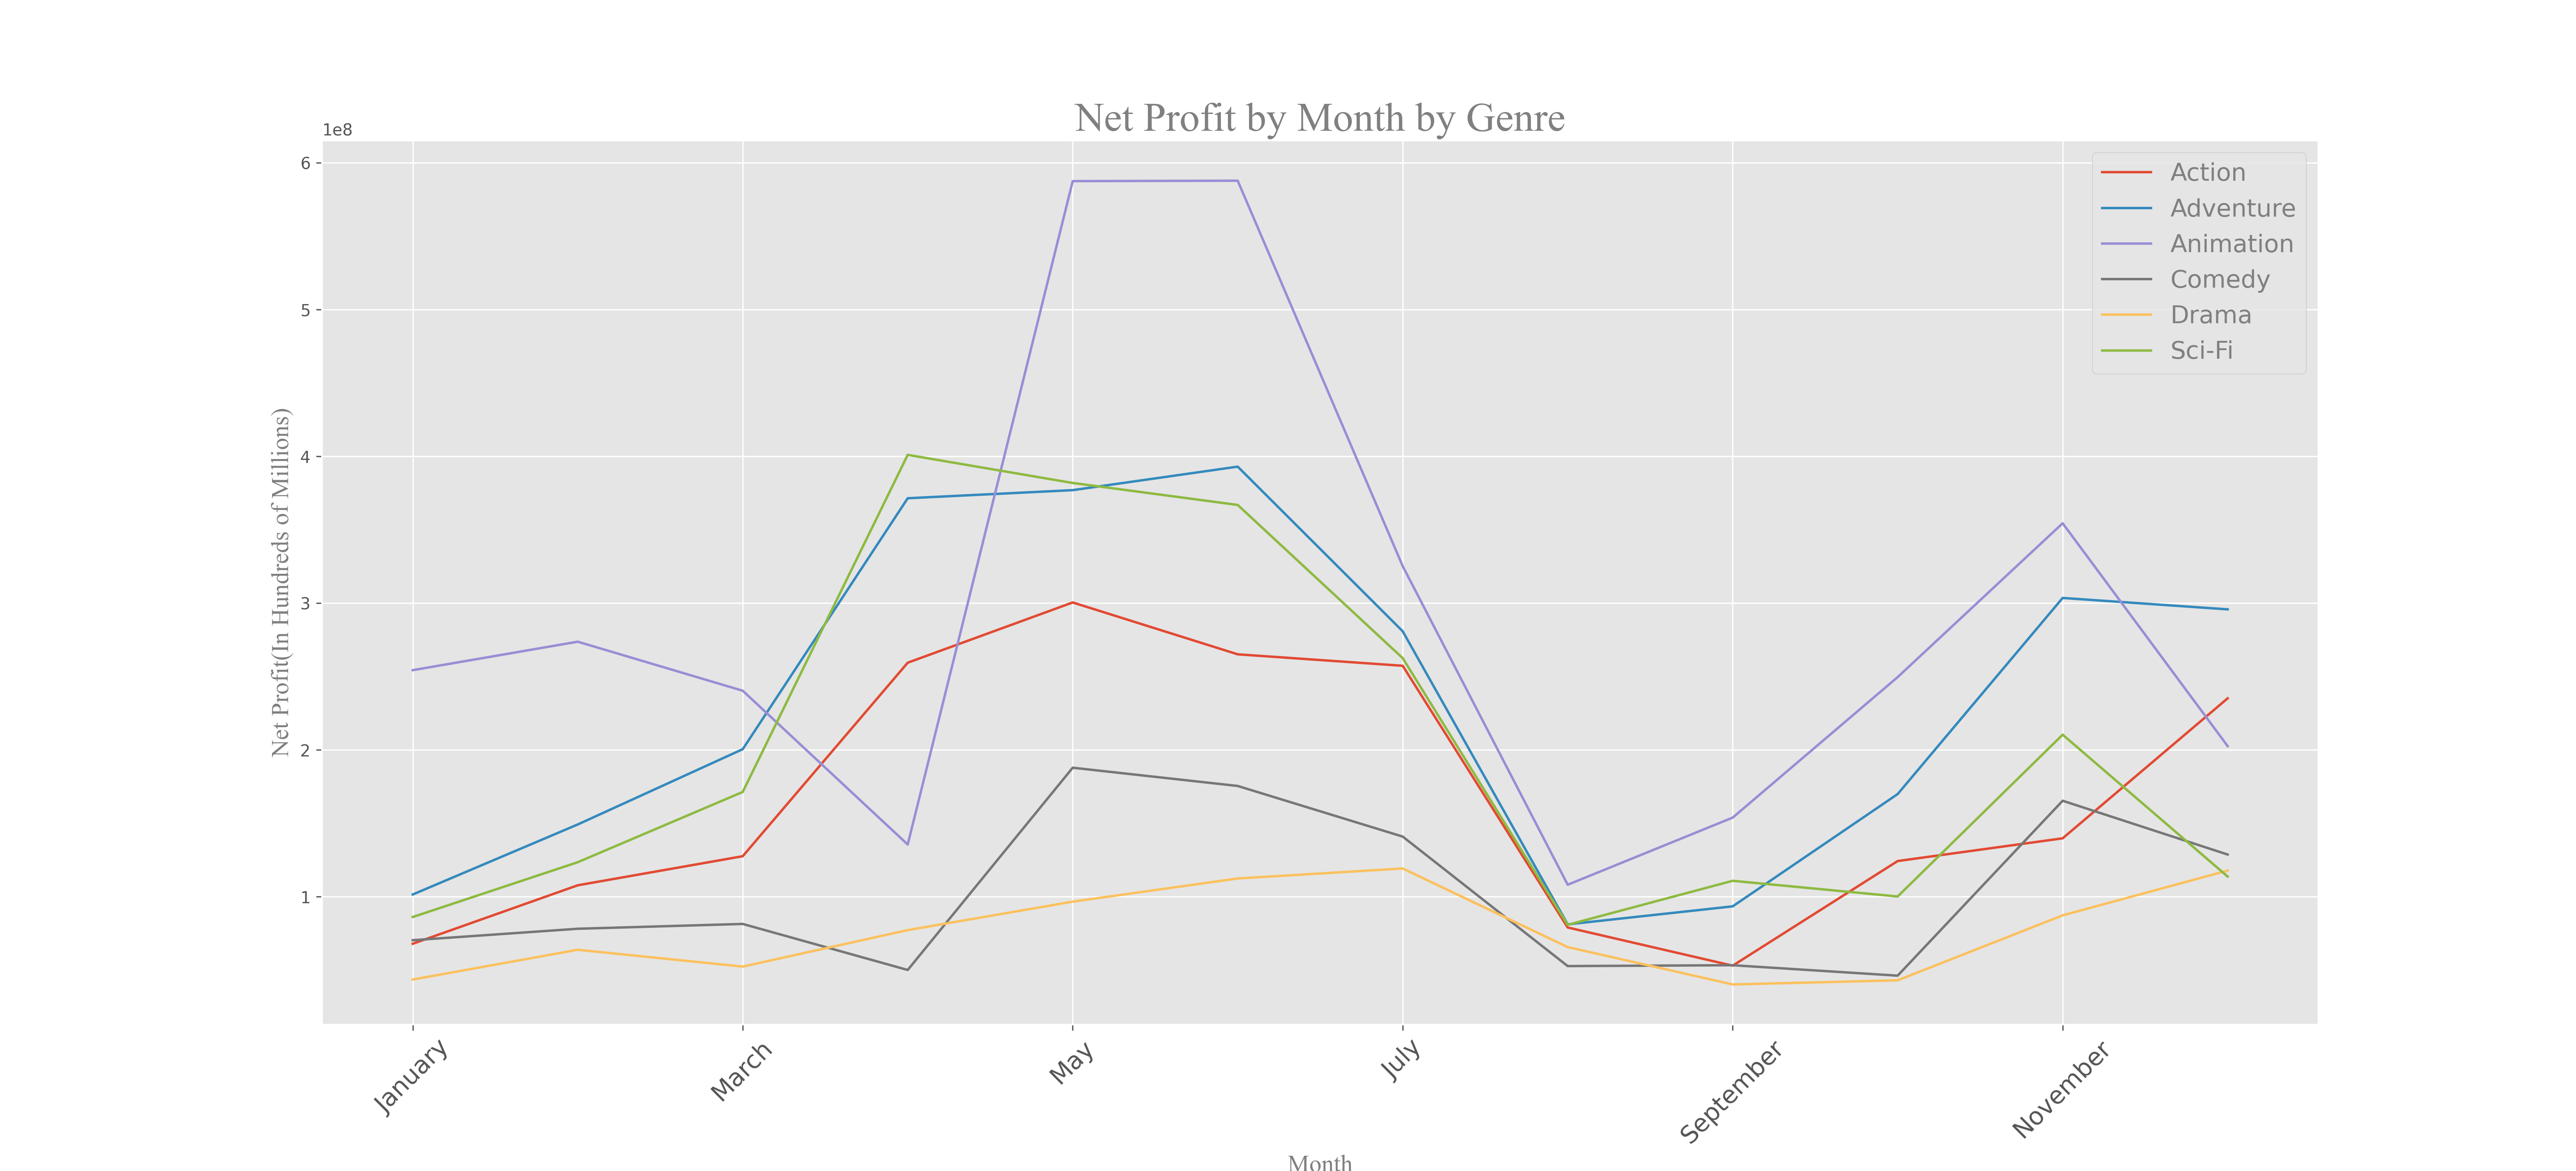 Net Profit by Month by Genre
1e8
6
5
4
3
2
1
Net Profit(In Hundreds of Millions)
Action
Adventure
Animation
Comedy
Drama
Sci-Fi
January
March
May
July
September
November
Month